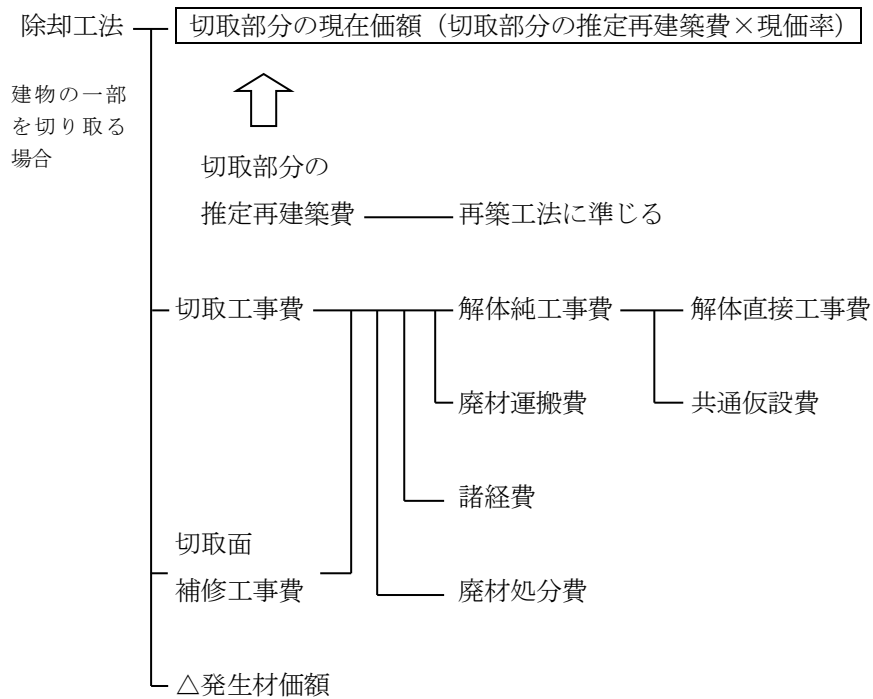 除却工法
切取部分の現在価額（切取部分の推定再建築費×現価率）
建物の一部
を切り取る
場合
切取部分の
推定再建築費
再築工法に準じる
切取工事費
解体純工事費
解体直接工事費
廃材運搬費
共通仮設費
諸経費
切取面
補修工事費
廃材処分費
△発生材価額